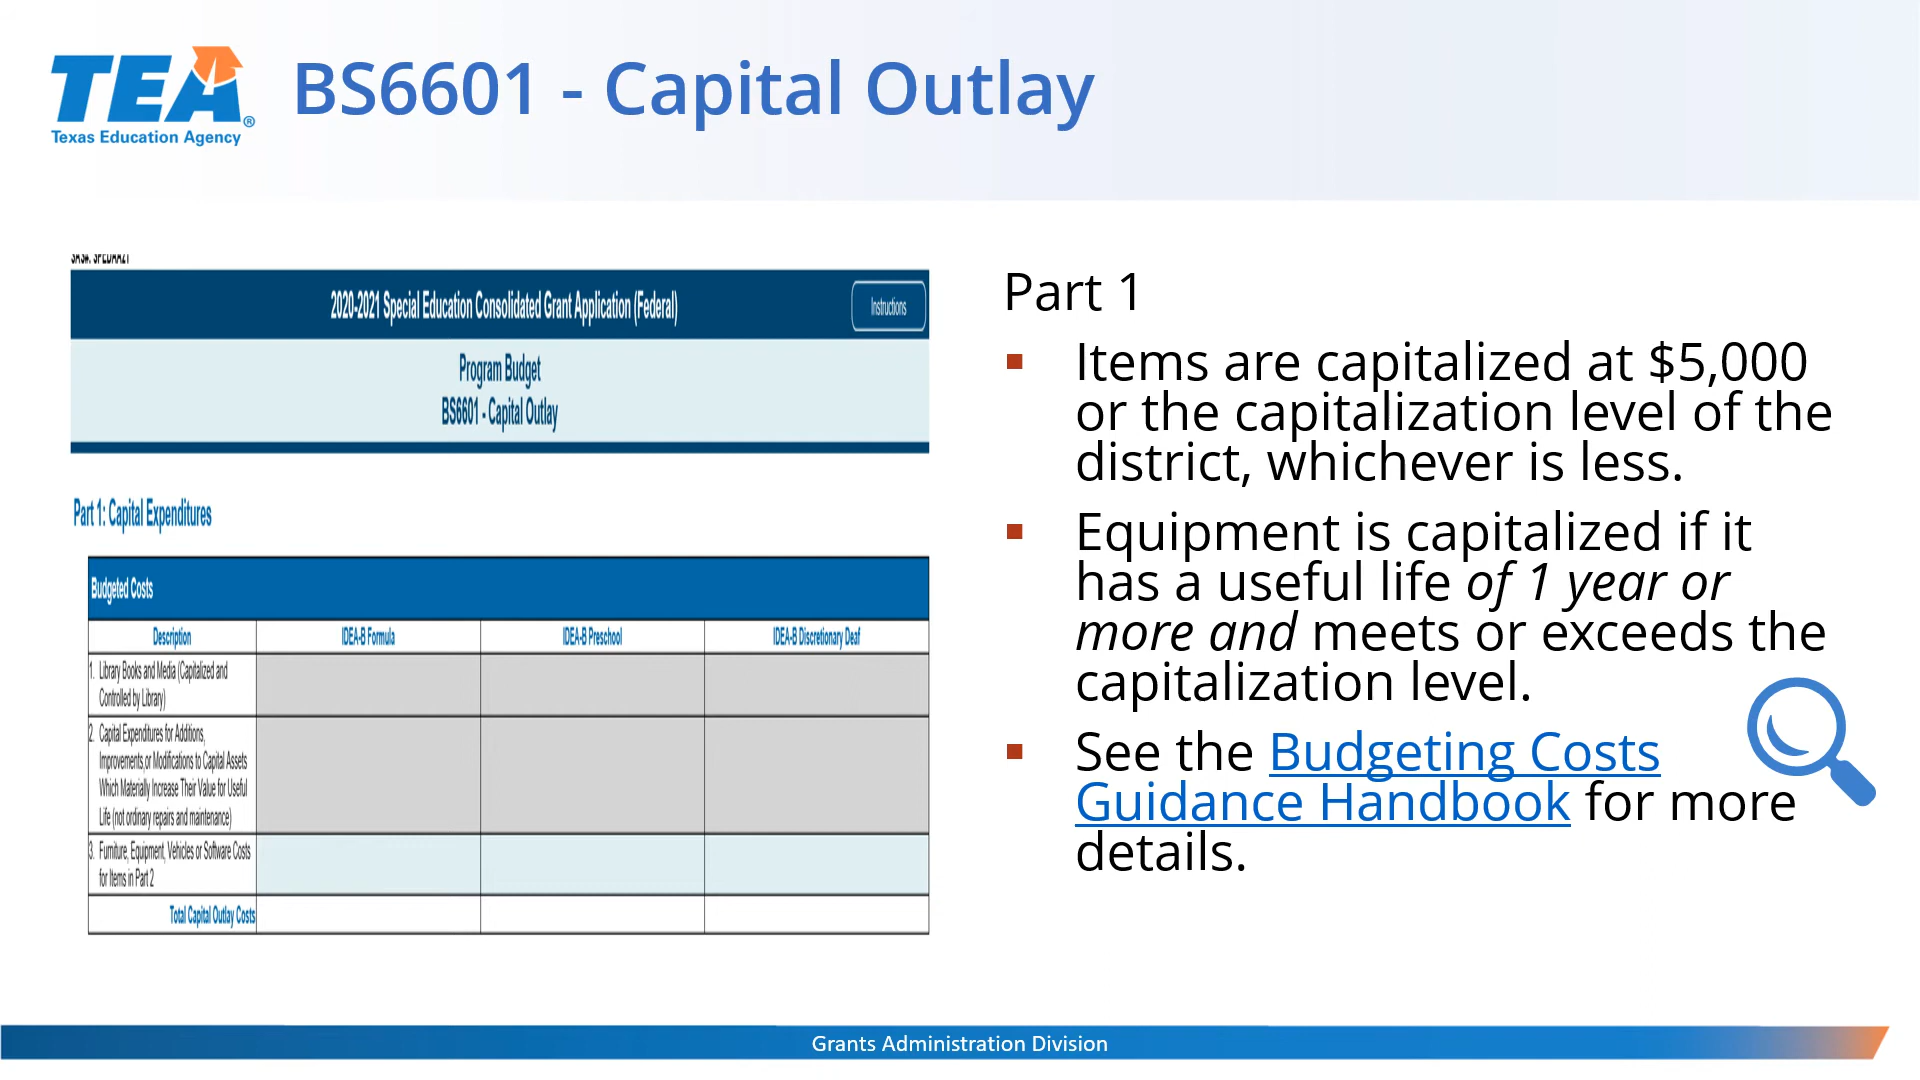 TEA®
Texas Education Agency
BS6601 - Capital Outlay
2020-2021 Special Education Consolidated Grant Application (Federal)
Instructions
Program Budget
BS6601 - Capital Outlay
Part 1: Capital Expenditures
Budgeted Costs
Description IDEA-B Formula IDEA-B Preschool IDEA-B Discretionary Deaf
1. Library Books and Media (Capitalized and
Controlled by Library)
2. Capital Expenditures for Additions,
Improvements,or Modifications to Capital Assets
Which Materially Increase Their Value for Useful
Life (not ordinary repairs and maintenance)
3. Furniture, Equipment, Vehicles or Software Costs
for Items in Part 2
Total Capital Outlay Costs
Part 1
▪ Items are capitalized at $5,000
or the capitalization level of the
district, whichever is less.
▪ Equipment is capitalized if it
has a useful life of 1 year or
more and meets or exceeds the
capitalization level.
▪ See the Budgeting Costs
Guidance Handbook for more
details.
Grants Administration Division